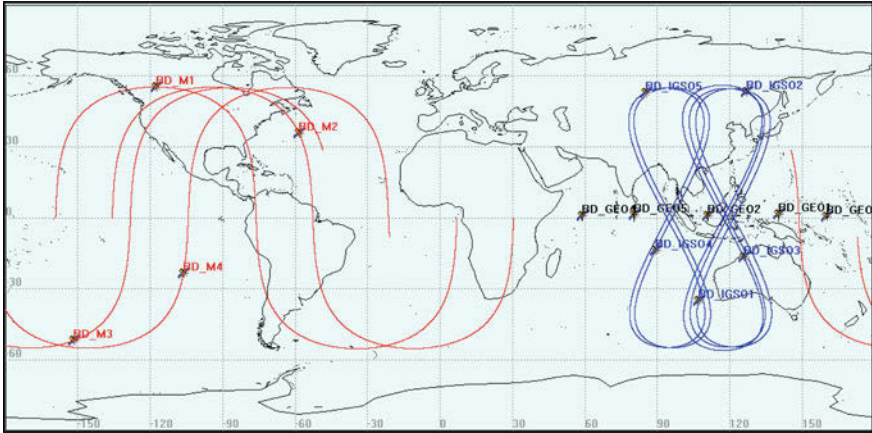 60
BD_M1
BD_IGSO5
BD_IGSO2
30
BD_M2
0
BD_GEO
BD_GEO5
BD_GEO2
BD_GEO1
BD_GEO
BD_M4
BD_IGSO4
BD_IGSO3
30
BD_IGSO1
BD_M3
60
-150 -120 -90 -60 -30 0 30 60 90 120 150